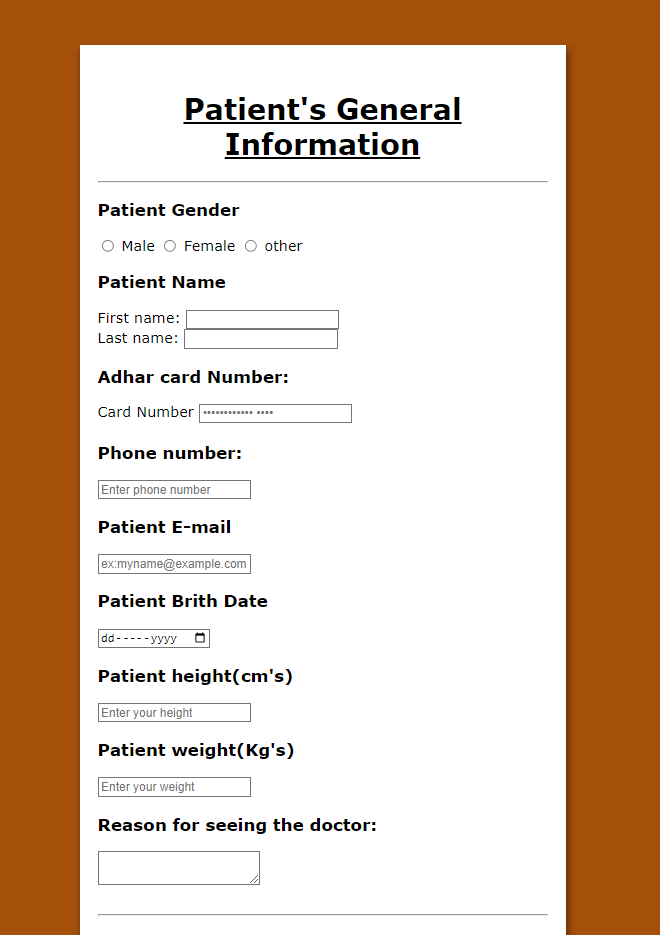 Patient's General
Information
Patient Gender
Male Female other
Patient Name
First name:
Last name:
Adhar card Number:
Card Number •••••••••••• ••••
Phone number:
Enter phone number
Patient E-mail
ex:myname@example.com
Patient Brith Date
dd-----yyyy
Patient height(cm's)
Enter your height
Patient weight(Kg's)
Enter your weight
Reason for seeing the doctor: